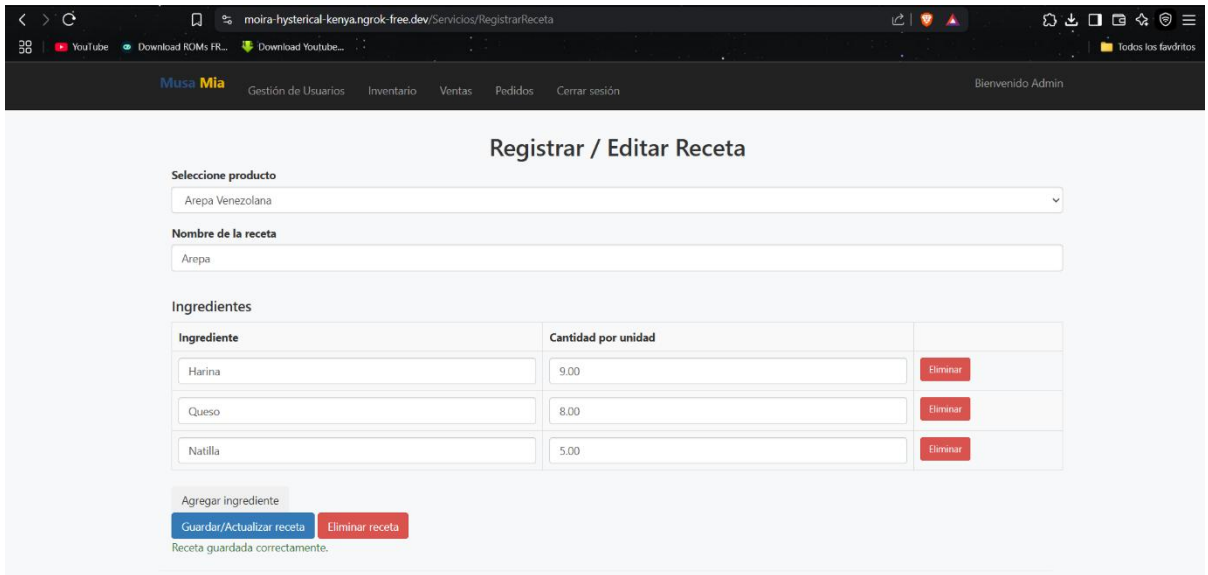 moira-hysterical-kenya.ngrok-free.dev/Servicios/RegistrarReceta
YouTube Download ROMs FR... Download Youtube... Todos los favoritos
Musa Mia Gestión de Usuarios Inventario Ventas Pedidos Cerrar sesión Bienvenido Admin
Registrar / Editar Receta
Seleccione producto
Arepa Venezolana
Nombre de la receta
Arepa
Ingredientes
Ingrediente Cantidad por unidad
Harina 9.00 Eliminar
Queso 8.00 Eliminar
Natilla 5.00 Eliminar
Agregar ingrediente
Guardar/Actualizar receta Eliminar receta
Receta guardada correctamente.